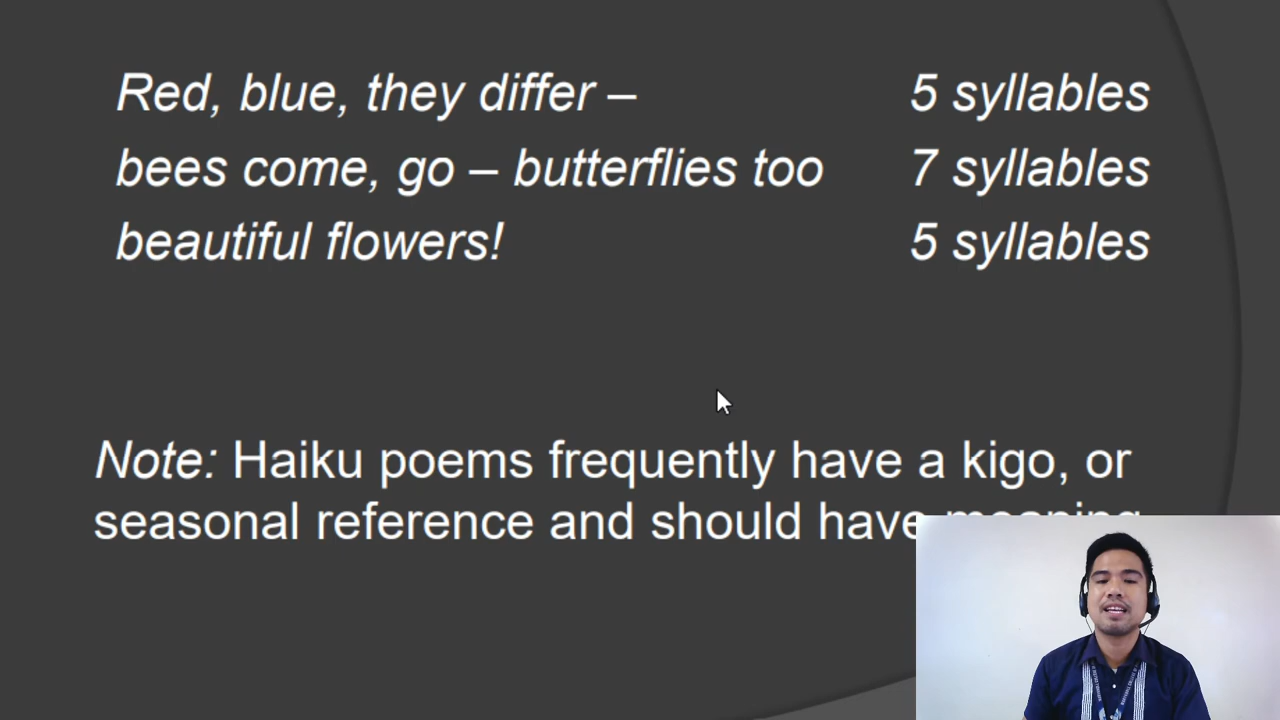 Red, blue, they differ – 5 syllables
bees come, go – butterflies too 7 syllables
beautiful flowers! 5 syllables
Note: Haiku poems frequently have a kigo, or
seasonal reference and should have meaning